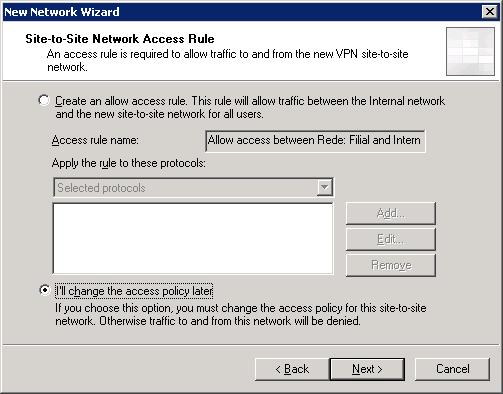 New Network Wizard
Site-to-Site Network Access Rule
An access rule is required to allow traffic to and from the new VPN site-to-site
network.
Create an allow access rule. This rule will allow traffic between the Internal network
and the new site-to-site network for all users.
Access rule name:
Allow access between Rede: Filial and Intern
Apply the rule to these protocols:
Selected protocols
Add...
Edit...
Remove
I'll change the access policy later
If you choose this option, you must change the access policy for this site-to-site
network. Otherwise traffic to and from this network will be denied.
< Back
Next >
Cancel